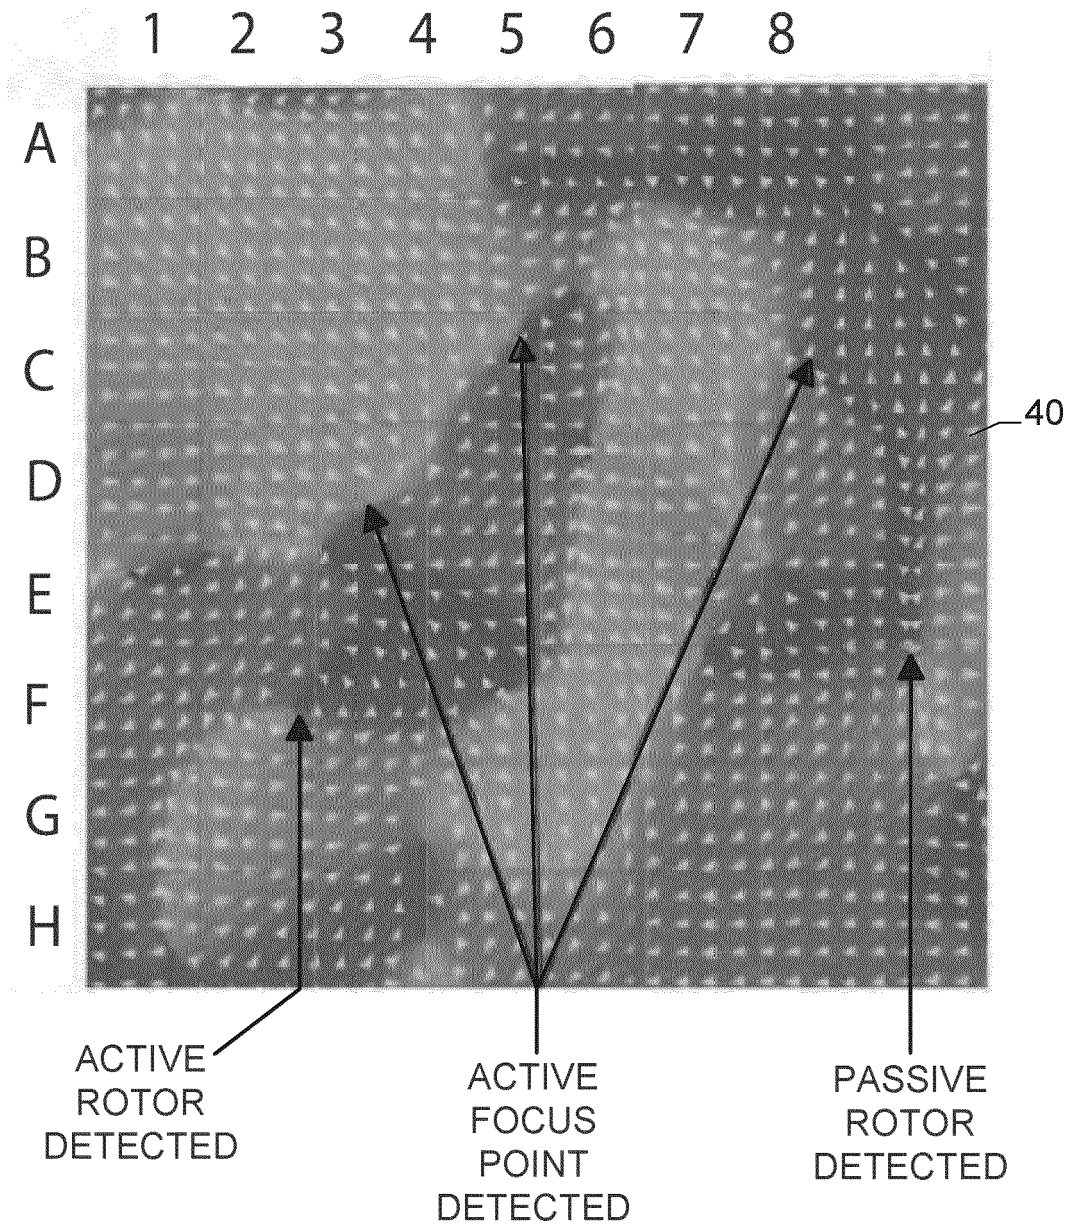 1 2 3 4 5 6 7 8
A
B
C
40
D
E
F
G
H
ACTIVE
ROTOR
DETECTED
ACTIVE
FOCUS
POINT
DETECTED
PASSIVE
ROTOR
DETECTED